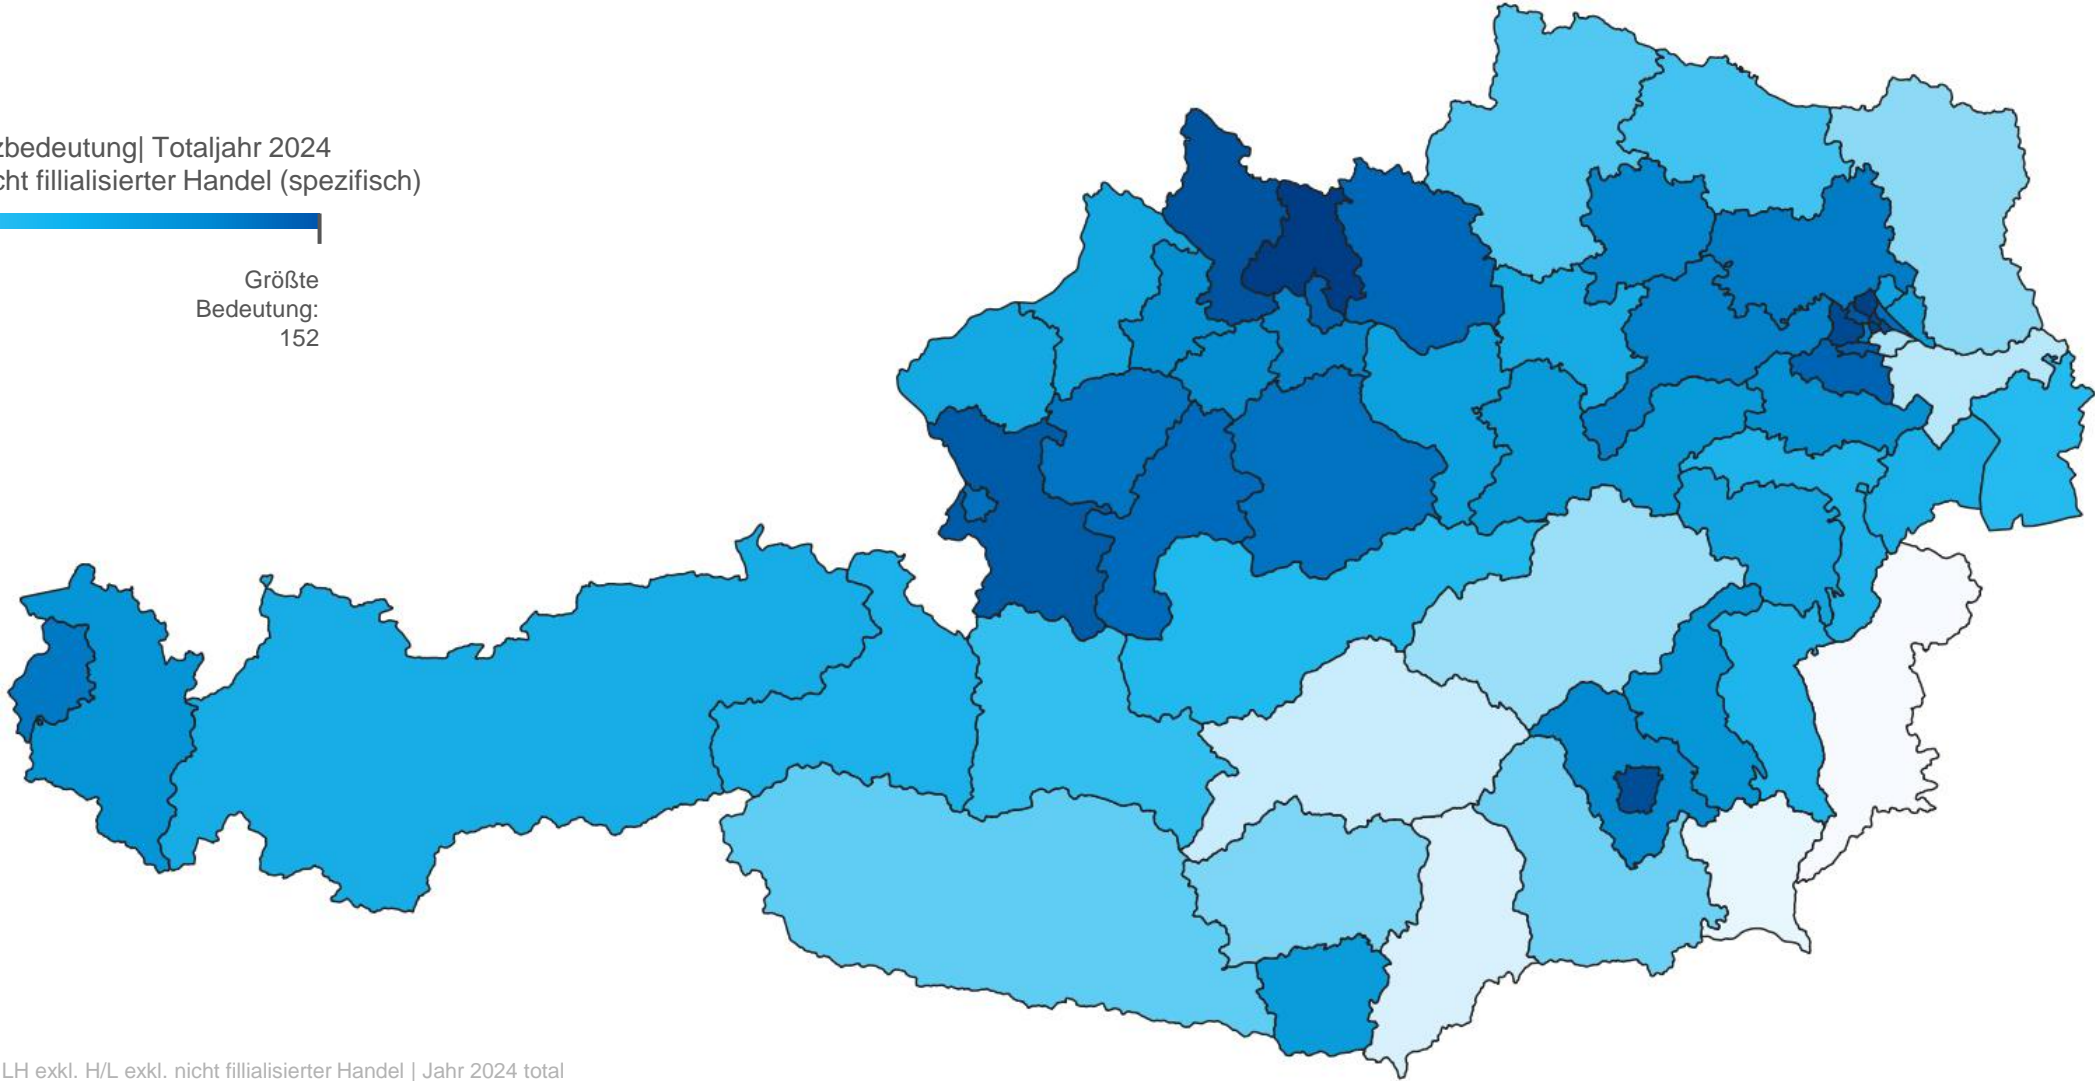 zbedeutung| Totaljahr 2024
cht fillialisierter Handel (spezifisch)
Größte
Bedeutung:
152
LH exkl. H/L exkl. nicht fillialisierter Handel | Jahr 2024 total